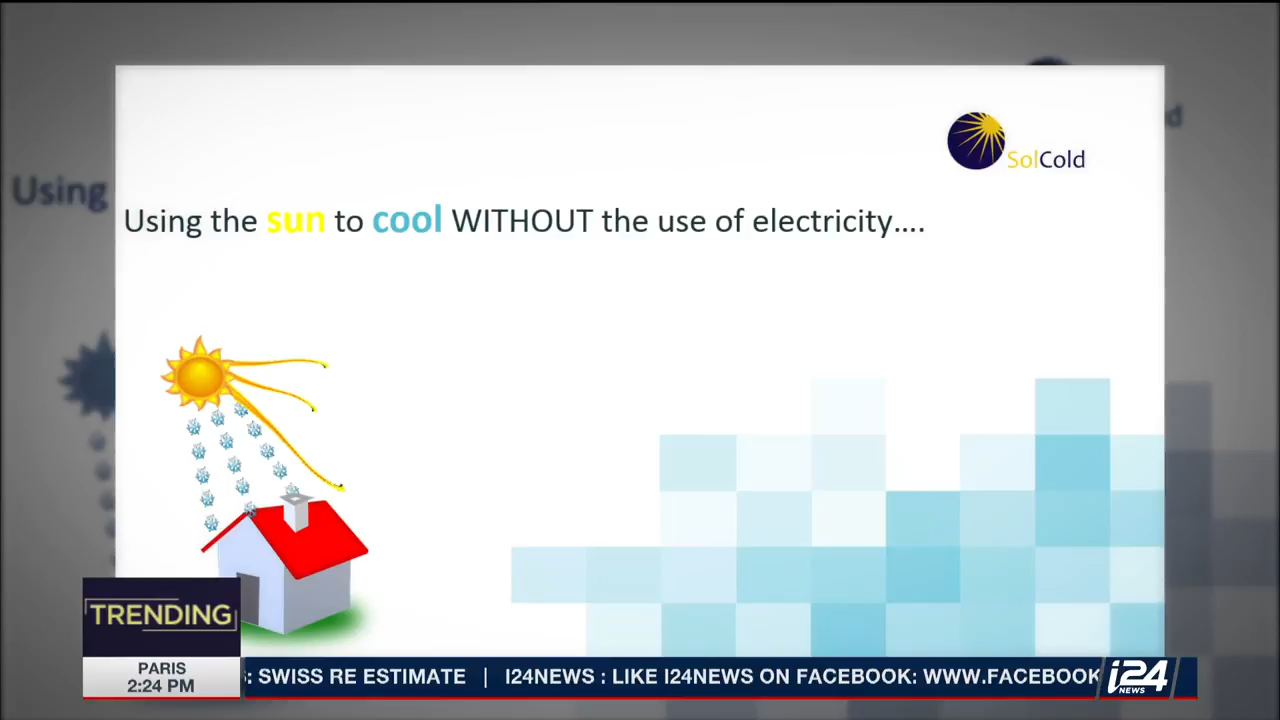 SolCold
Using
Using the sun to cool WITHOUT the use of electricity....
TRENDING
PARIS
2:24 PM
: SWISS RE ESTIMATE | I24NEWS : LIKE I24NEWS ON FACEBOOK: WWW.FACEBOOK
i24
NEWS